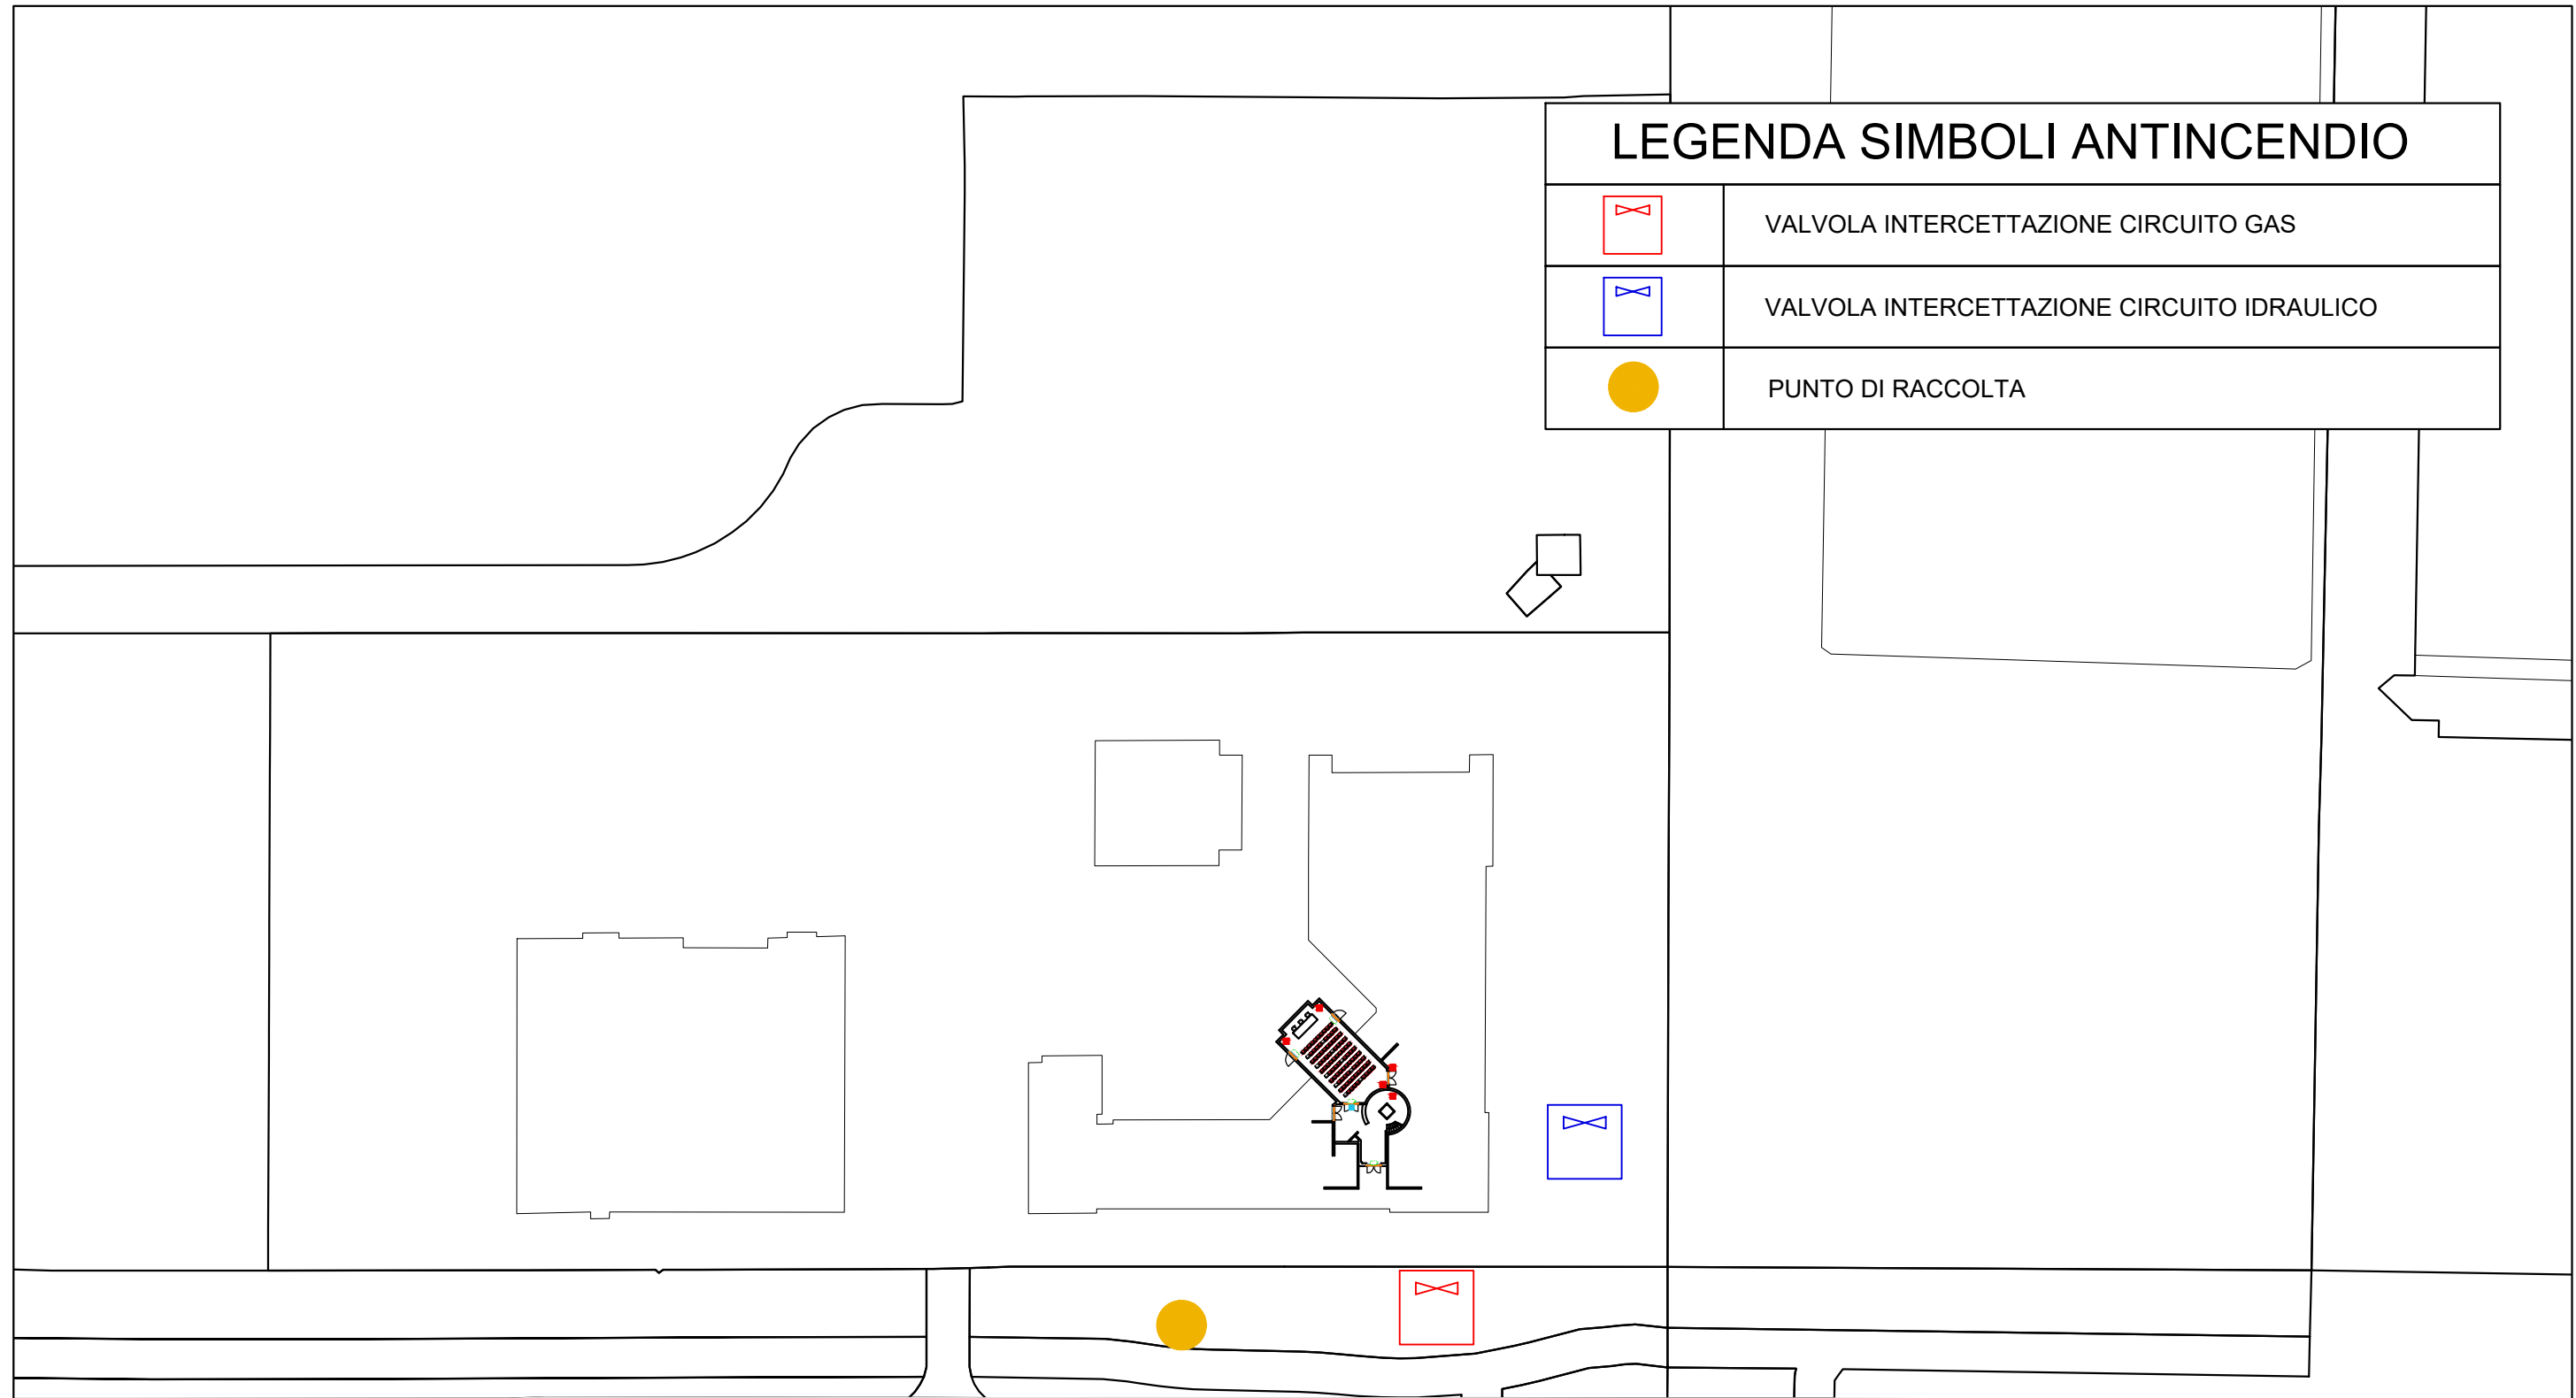 LEGENDA SIMBOLI ANTINCENDIO
VALVOLA INTERCETTAZIONE CIRCUITO GAS
VALVOLA INTERCETTAZIONE CIRCUITO IDRAULICO
PUNTO DI RACCOLTA